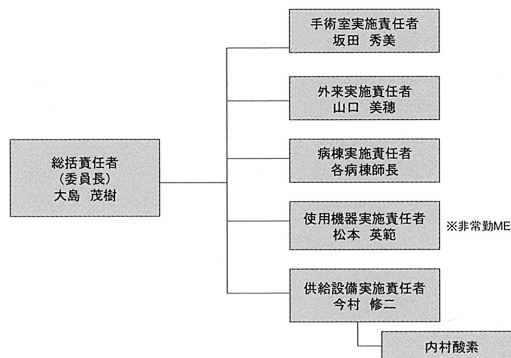 手術室実施責任者
坂田 秀美
外来実施責任者
山口 美穂
総括責任者
(委員長)
大島 茂樹
病棟実施責任者
各病棟師長
使用機器実施責任者
松本 英範
※非常勤ME
供給設備実施責任者
今村 修二
内村酸素